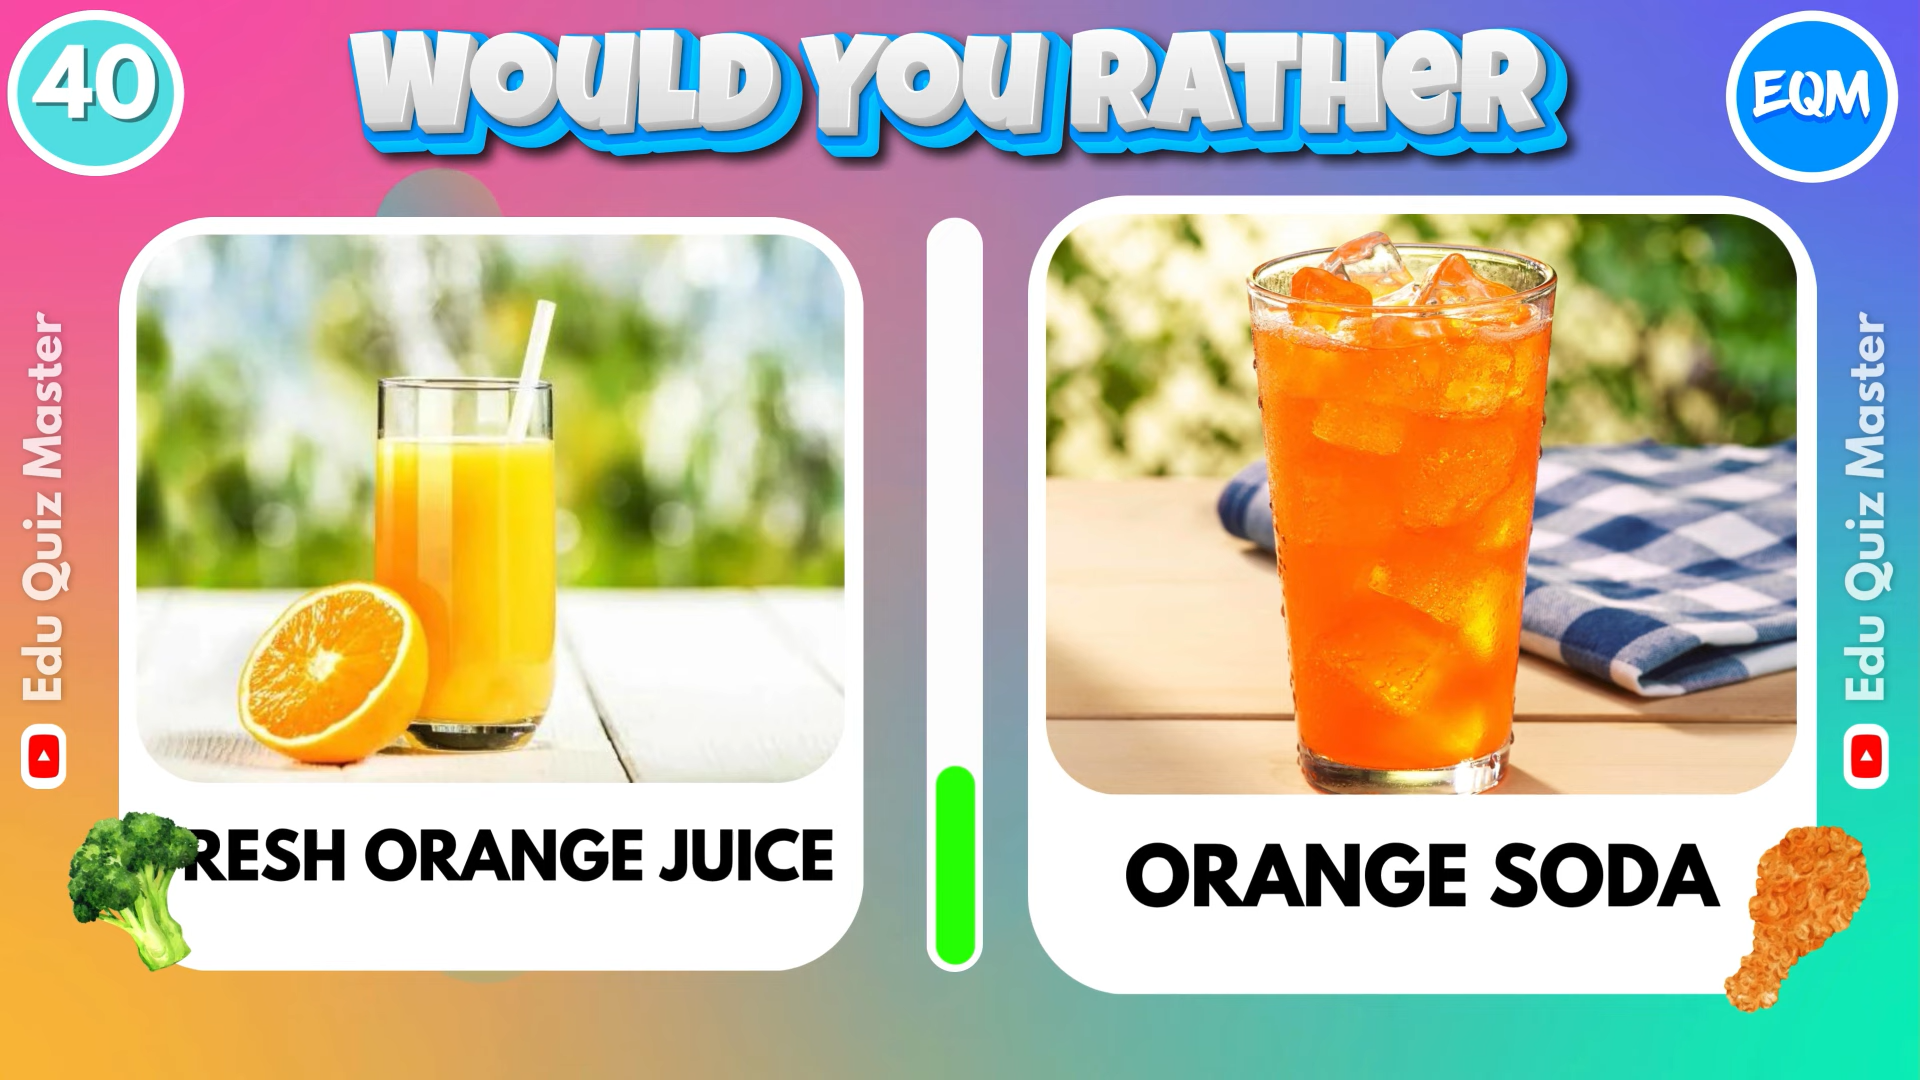 40
WOULD YOU RATHER
EQM
Edu Quiz Master
RESH ORANGE JUICE
ORANGE SODA
Edu Quiz Master